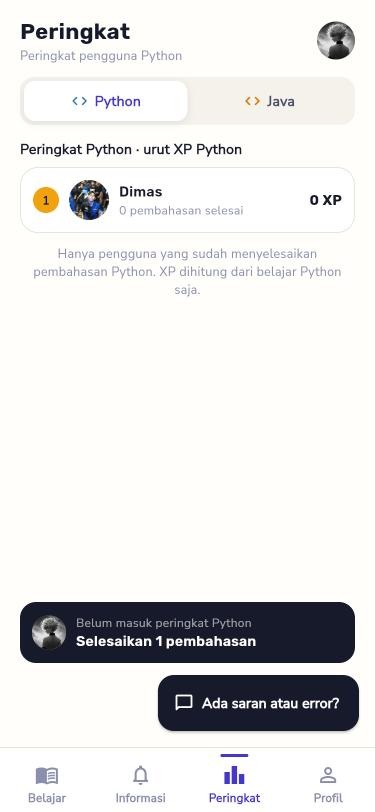 Peringkat
Peringkat pengguna Python
Python
Java
Peringkat Python · urut XP Python
1
Dimas
0 XP
0 pembahasan selesai
Hanya pengguna yang sudah menyelesaikan
pembahasan Python. XP dihitung dari belajar Python
saja.
Belum masuk peringkat Python
Selesaikan 1 pembahasan
Ada saran atau error?
Belajar
Informasi
Peringkat
Profil